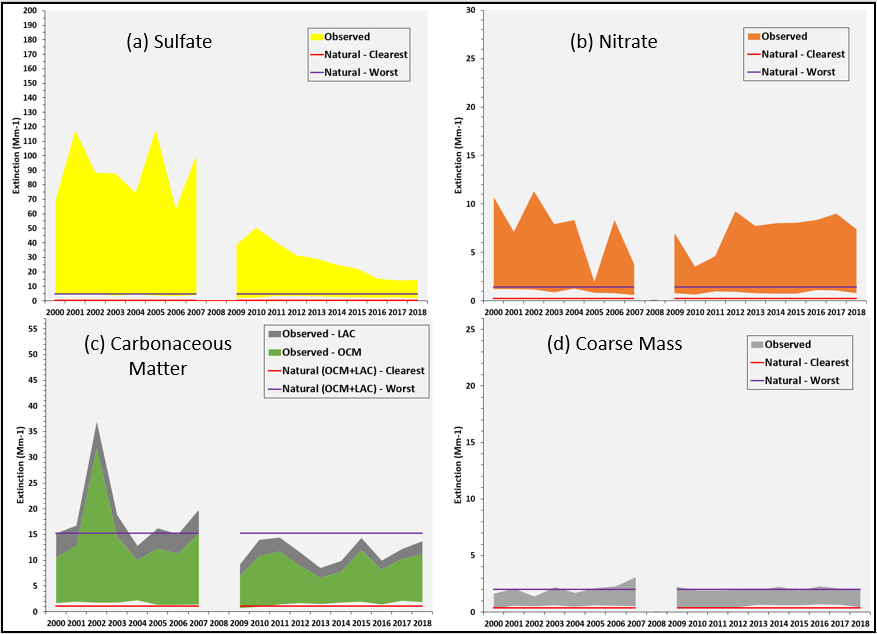 (a) Sulfate
Observed
Natural - Clearest
Natural - Worst
Extinction (Mm-1)
200
190
180
170
160
150
140
130
120
110
100
90
80
70
60
50
40
30
20
10
0
2000 2001 2002 2003 2004 2005 2006 2007 2008 2009 2010 2011 2012 2013 2014 2015 2016 2017 2018
(b) Nitrate
Observed
Natural - Clearest
Natural - Worst
Extinction (Mm-1)
30
25
20
15
10
5
0
2000 2001 2002 2003 2004 2005 2006 2007 2008 2009 2010 2011 2012 2013 2014 2015 2016 2017 2018
(c) Carbonaceous
Matter
Observed - LAC
Observed - OCM
Natural (OCM+LAC) - Clearest
Natural (OCM+LAC) - Worst
Extinction (Mm-1)
55
50
45
40
35
30
25
20
15
10
5
0
2000 2001 2002 2003 2004 2005 2006 2007 2008 2009 2010 2011 2012 2013 2014 2015 2016 2017 2018
(d) Coarse Mass
Observed
Natural - Clearest
Natural - Worst
Extinction (Mm-1)
25
20
15
10
5
0
2000 2001 2002 2003 2004 2005 2006 2007 2008 2009 2010 2011 2012 2013 2014 2015 2016 2017 2018